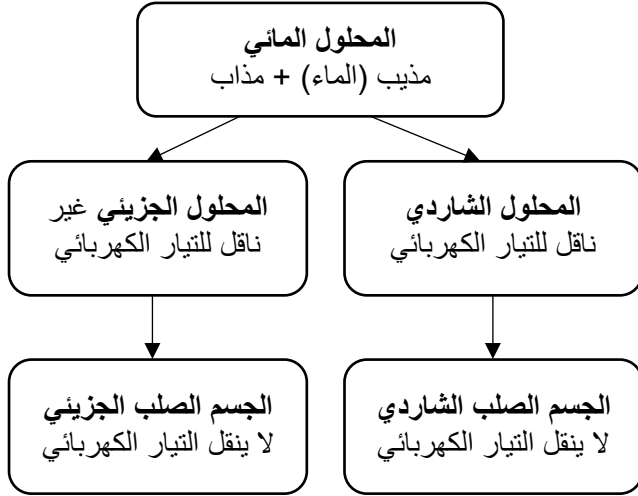 المحلول المائي
مذيب (الماء) + مذاب
المحلول الشاردي
ناقل للتيار الكهربائي
المحلول الجزيئي غير
ناقل للتيار الكهربائي
الجسم الصلب الشاردي
لا ينقل التيار الكهربائي
الجسم الصلب الجزيئي
لا ينقل التيار الكهربائي